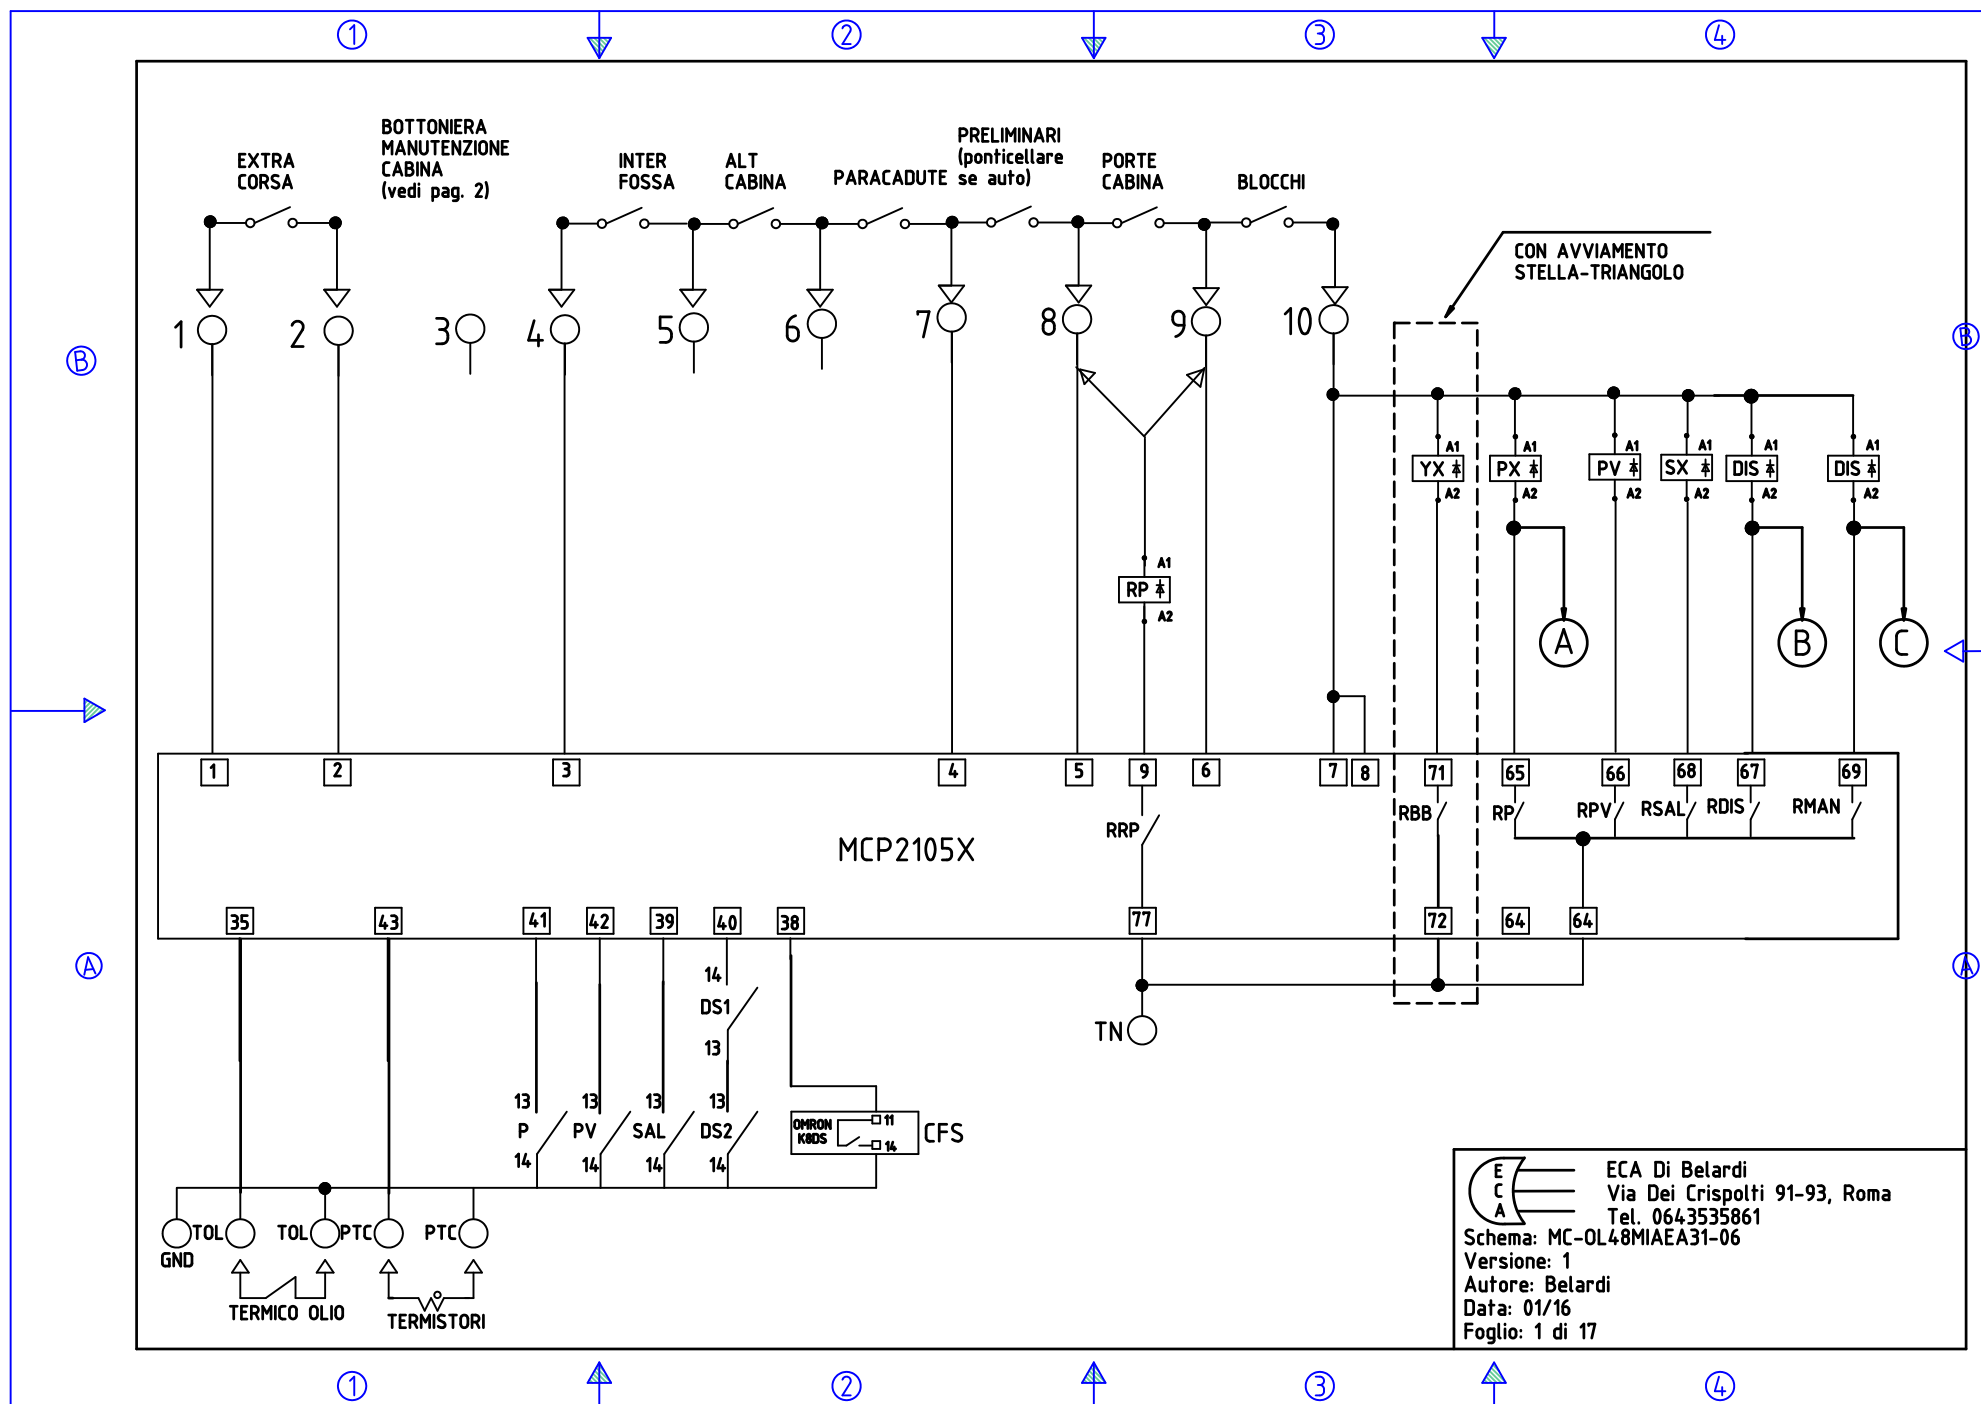 1
2
3
4
BOTTONIERA
MANUTENZIONE
CABINA
(vedi pag. 2)
EXTRA
CORSA
INTER
FOSSA
ALT
CABINA
PARACADUTE
PRELIMINARI
(ponticellare
se auto)
PORTE
CABINA
BLOCCHI
CON AVVIAMENTO
STELLA-TRIANGOLO
1
2
3
4
5
6
7
8
9
10
B
B
A1
A1
A1
A1
A1
A1
YX
PX
PV
SX
DIS
DIS
A2
A2
A2
A2
A2
A2
A1
RP
A2
A
B
C
1
2
3
4
5
9
6
7
8
71
65
66
68
67
69
RRP
RBB
RP
RPV
RSAL
RDIS
RMAN
MCP2105X
35
43
41
42
39
40
38
77
72
64
64
A
A
14
DS1
13
TN
13
13
13
13
P
PV
SAL
DS2
14
14
14
14
OMRON
K8DS
11
14
CFS
GND
TOL
TOL
PTC
PTC
TERMICO OLIO
TERMISTORI
E
C
A
ECA Di Belardi
Via Dei Crispolti 91-93, Roma
Tel. 0643535861
Schema: MC-OL48MIAEA31-06
Versione: 1
Autore: Belardi
Data: 01/16
Foglio: 1 di 17
1
2
3
4